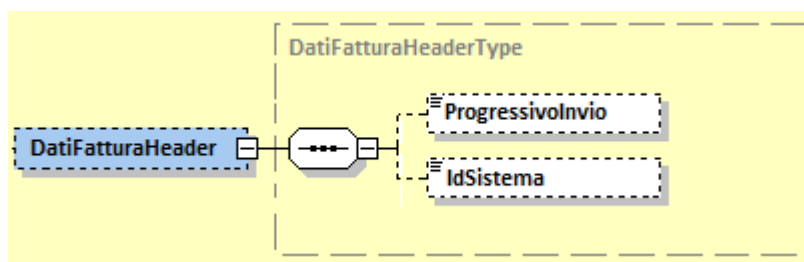 DatiFatturaHeaderType
ProgressivoInvio
DatiFatturaHeader
IdSistema